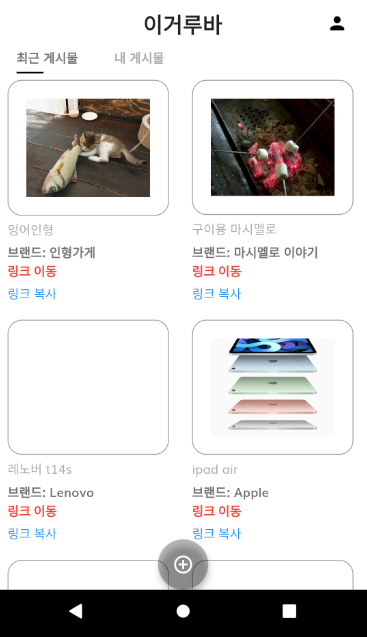 이거루바
최근 게시물 내 게시물
잉어인형
브랜드: 인형가게
링크 이동
링크 복사
구이용 마시멜로
브랜드: 마시멜로 이야기
링크 이동
링크 복사
레노버 t14s
브랜드: Lenovo
링크 이동
링크 복사
ipad air
브랜드: Apple
링크 이동
링크 복사